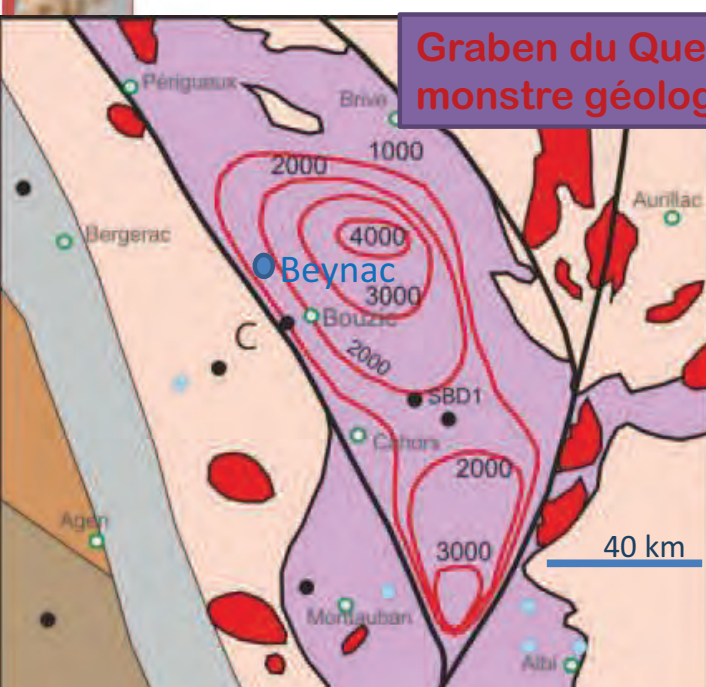 Graben du Que
monstre géolog
Périgueux
Brive
1000
2000
Aurillac
Bergerac
4000
Beynac
3000
Bouzic
C
2000
SBD1
Cahors
2000
Agen
3000
40 km
Montauban
Albi